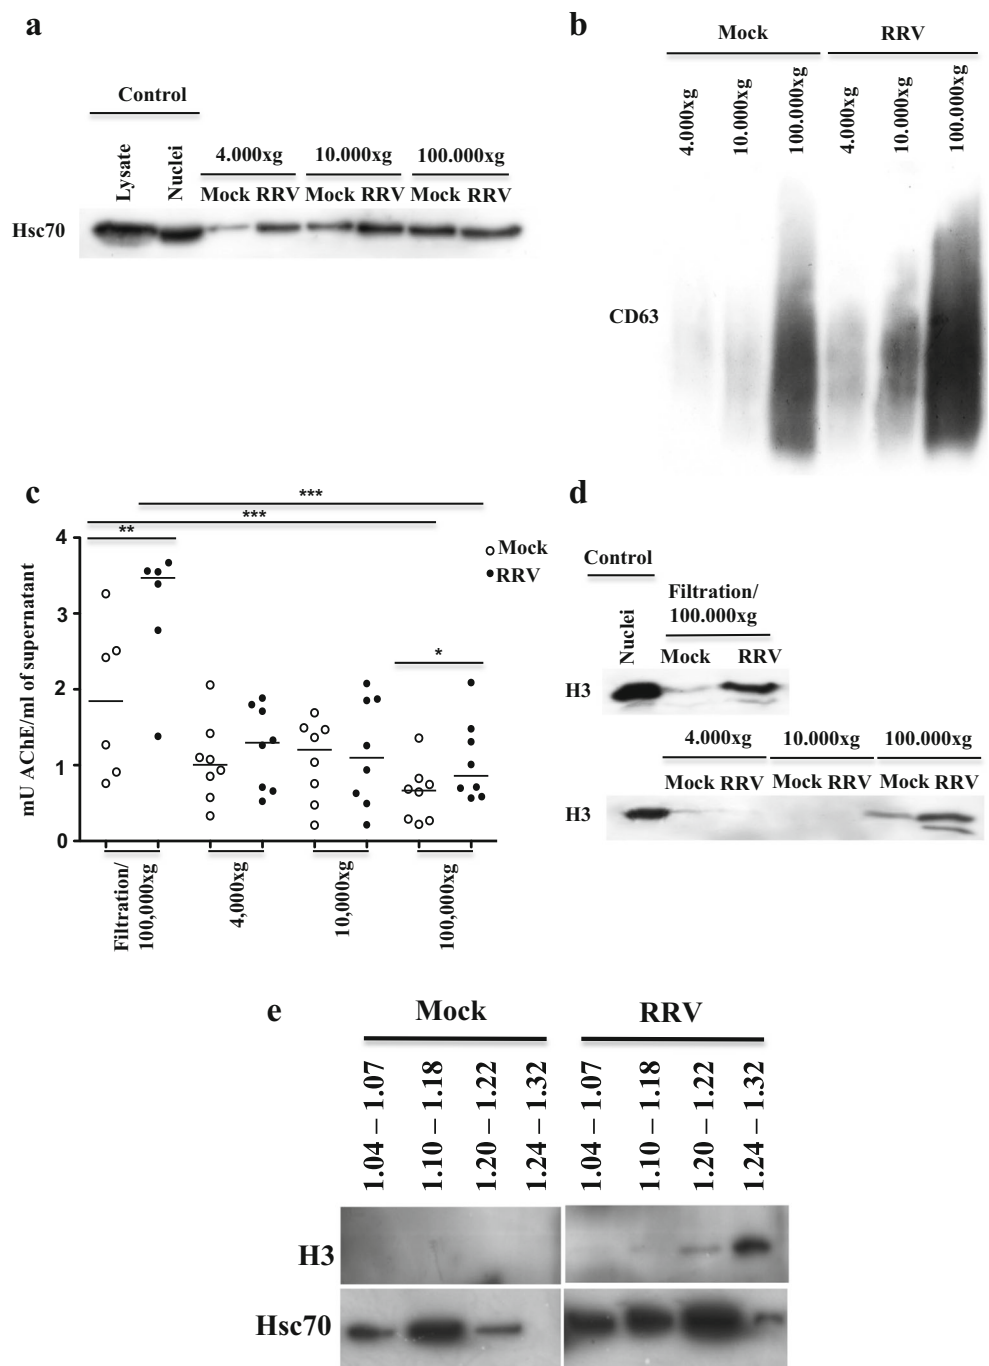 a
Control
Lysate
Nuclei
4.000xg
10.000xg
100.000xg
Mock RRV
Mock RRV
Mock RRV
Hsc70
b
Mock
RRV
4.000xg
10.000xg
100.000xg
4.000xg
10.000xg
100.000xg
CD63
c
***
***
**
*
Mock
RRV
mU AChE/ml of supernatant
4
3
2
1
0
Filtration/
100,000xg
4,000xg
10,000xg
100,000xg
d
Control
Nuclei
Filtration/
100.000xg
Mock
RRV
H3
4.000xg
10.000xg
100.000xg
Mock RRV
Mock RRV
Mock RRV
H3
e
Mock
RRV
1.04 – 1.07
1.10 – 1.18
1.20 – 1.22
1.24 – 1.32
1.04 – 1.07
1.10 – 1.18
1.20 – 1.22
1.24 – 1.32
H3
Hsc70